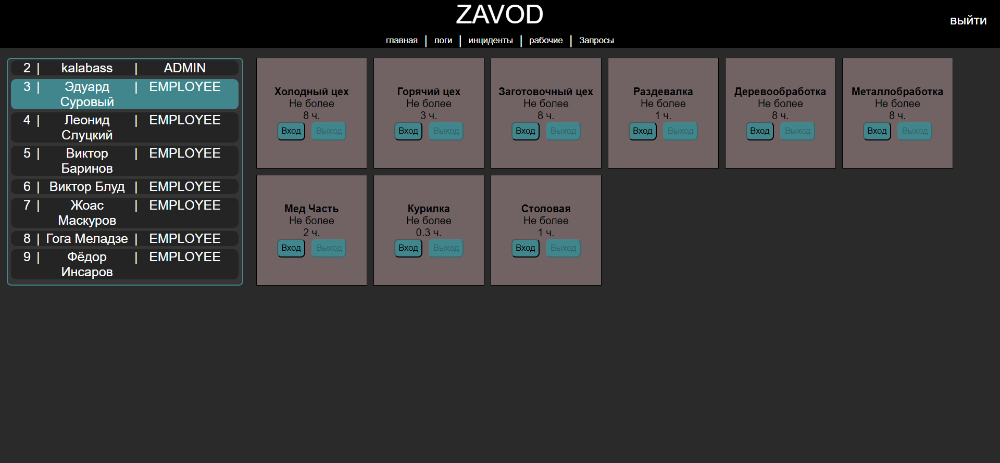 ZAVOD
ВЫЙТИ
главная | логи | инциденты | рабочие | Запросы
2 | kalabass | ADMIN
3 | Эдуард | EMPLOYEE
Суровый
4 | Леонид | EMPLOYEE
Слуцкий
5 | Виктор | EMPLOYEE
Баринов
6 | Виктор Блуд | EMPLOYEE
7 | Жоас | EMPLOYEE
Маскуров
8 | Гога Меладзе | EMPLOYEE
9 | Фёдор | EMPLOYEE
Инсаров
Холодный цех
Не более
8 ч.
Вход Выход
Горячий цех
Не более
3 ч.
Вход Выход
Заготовочный цех
Не более
8 ч.
Вход Выход
Раздевалка
Не более
1 ч.
Вход Выход
Деревообработка
Не более
8 ч.
Вход Выход
Металлобработка
Не более
8 ч.
Вход Выход
Мед Часть
Не более
2 ч.
Вход Выход
Курилка
Не более
0.3 ч.
Вход Выход
Столовая
Не более
1 ч.
Вход Выход